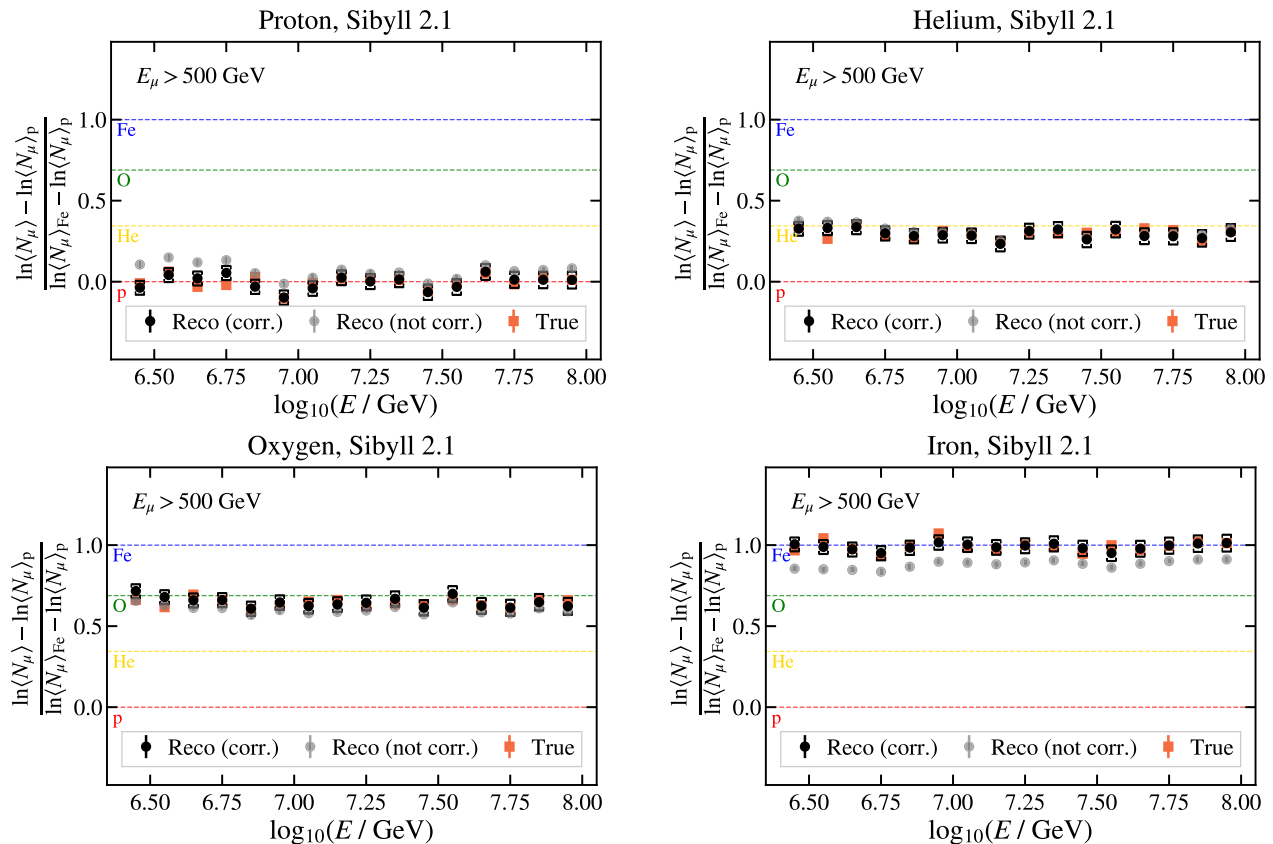 Proton, Sibyll 2.1
E_μ > 500 GeV
ln⟨N_μ⟩ − ln⟨N_μ⟩_p
ln⟨N_μ⟩_Fe − ln⟨N_μ⟩_p
1.0
0.5
0.0
Fe
O
He
p
Reco (corr.) Reco (not corr.) True
6.50 6.75 7.00 7.25 7.50 7.75 8.00
log₁₀(E / GeV)
Helium, Sibyll 2.1
E_μ > 500 GeV
ln⟨N_μ⟩ − ln⟨N_μ⟩_p
ln⟨N_μ⟩_Fe − ln⟨N_μ⟩_p
1.0
0.5
0.0
Fe
O
He
p
Reco (corr.) Reco (not corr.) True
6.50 6.75 7.00 7.25 7.50 7.75 8.00
log₁₀(E / GeV)
Oxygen, Sibyll 2.1
E_μ > 500 GeV
ln⟨N_μ⟩ − ln⟨N_μ⟩_p
ln⟨N_μ⟩_Fe − ln⟨N_μ⟩_p
1.0
0.5
0.0
Fe
O
He
p
Reco (corr.) Reco (not corr.) True
6.50 6.75 7.00 7.25 7.50 7.75 8.00
log₁₀(E / GeV)
Iron, Sibyll 2.1
E_μ > 500 GeV
ln⟨N_μ⟩ − ln⟨N_μ⟩_p
ln⟨N_μ⟩_Fe − ln⟨N_μ⟩_p
1.0
0.5
0.0
Fe
O
He
p
Reco (corr.) Reco (not corr.) True
6.50 6.75 7.00 7.25 7.50 7.75 8.00
log₁₀(E / GeV)